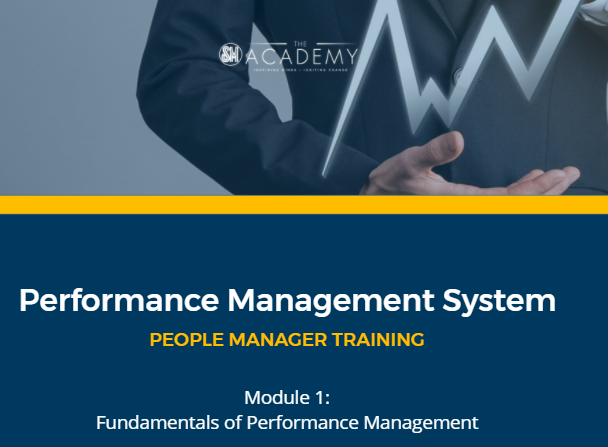 THE
SM ACADEMY
INSPIRING MINDS • IGNITING CHANGE
Performance Management System
PEOPLE MANAGER TRAINING
Module 1:
Fundamentals of Performance Management